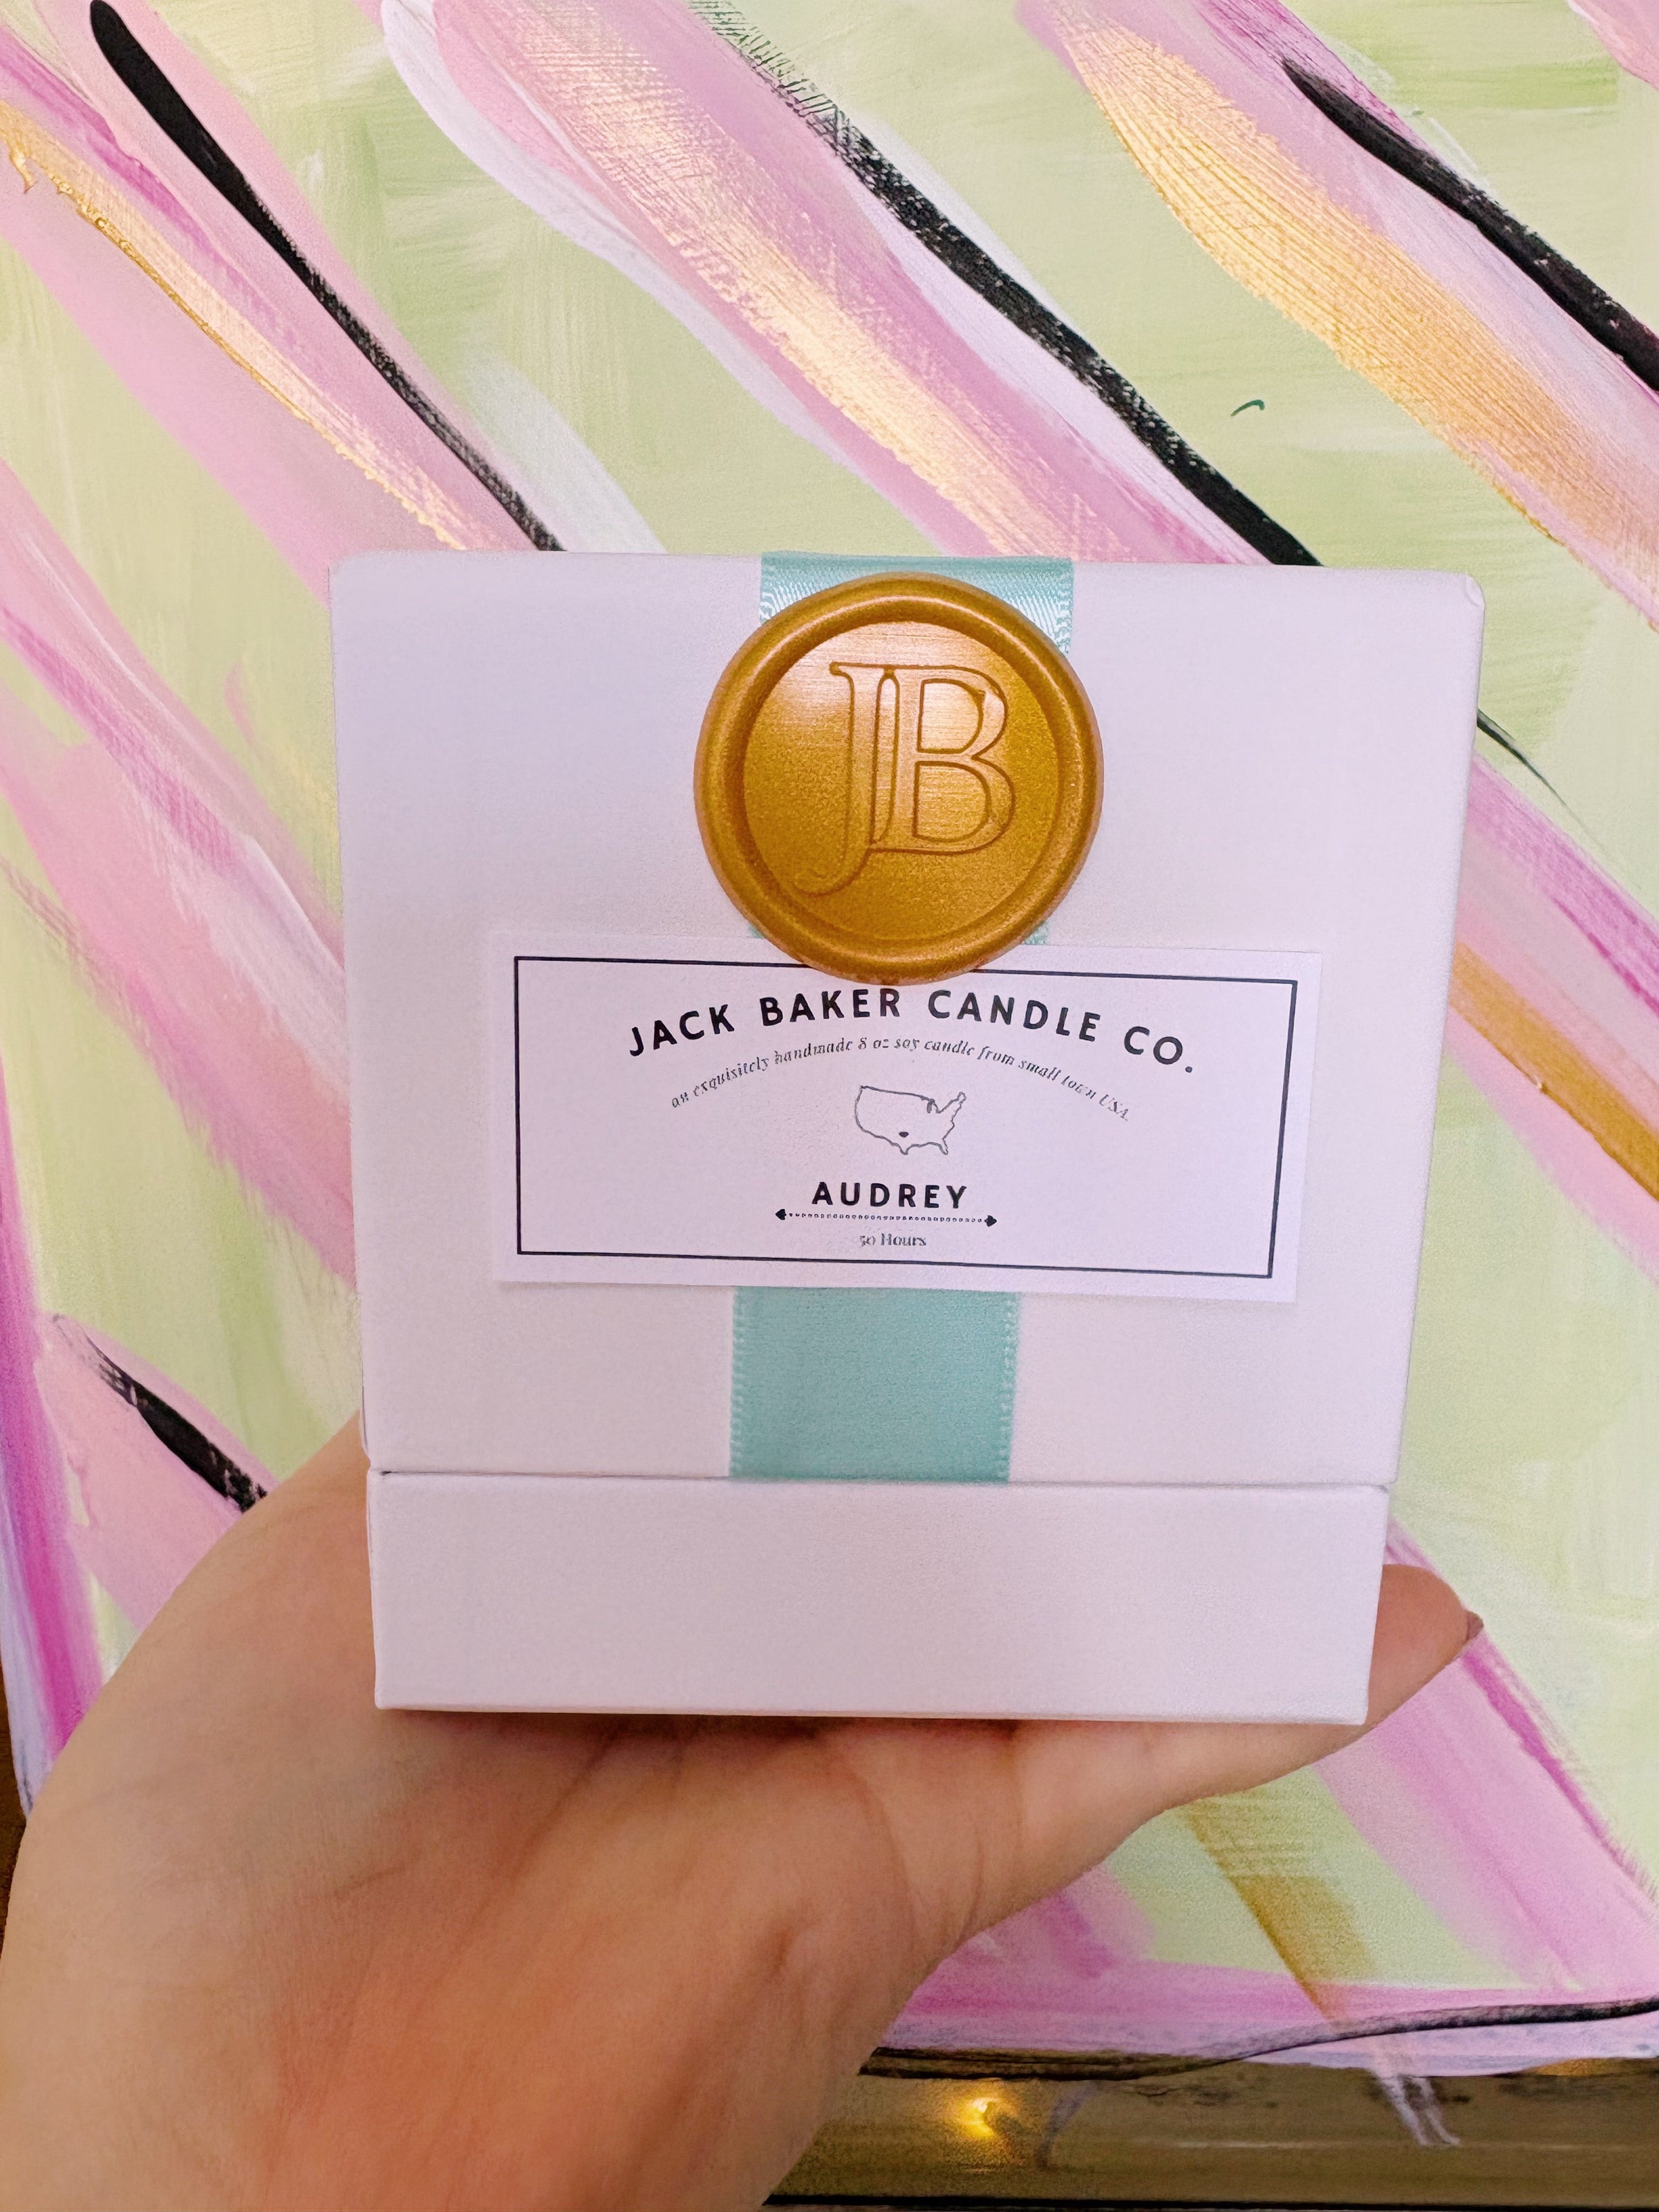 JB
JACK BAKER CANDLE CO.
an exquisitely handmade 8 oz soy candle from small town USA.
AUDREY
50 Hours